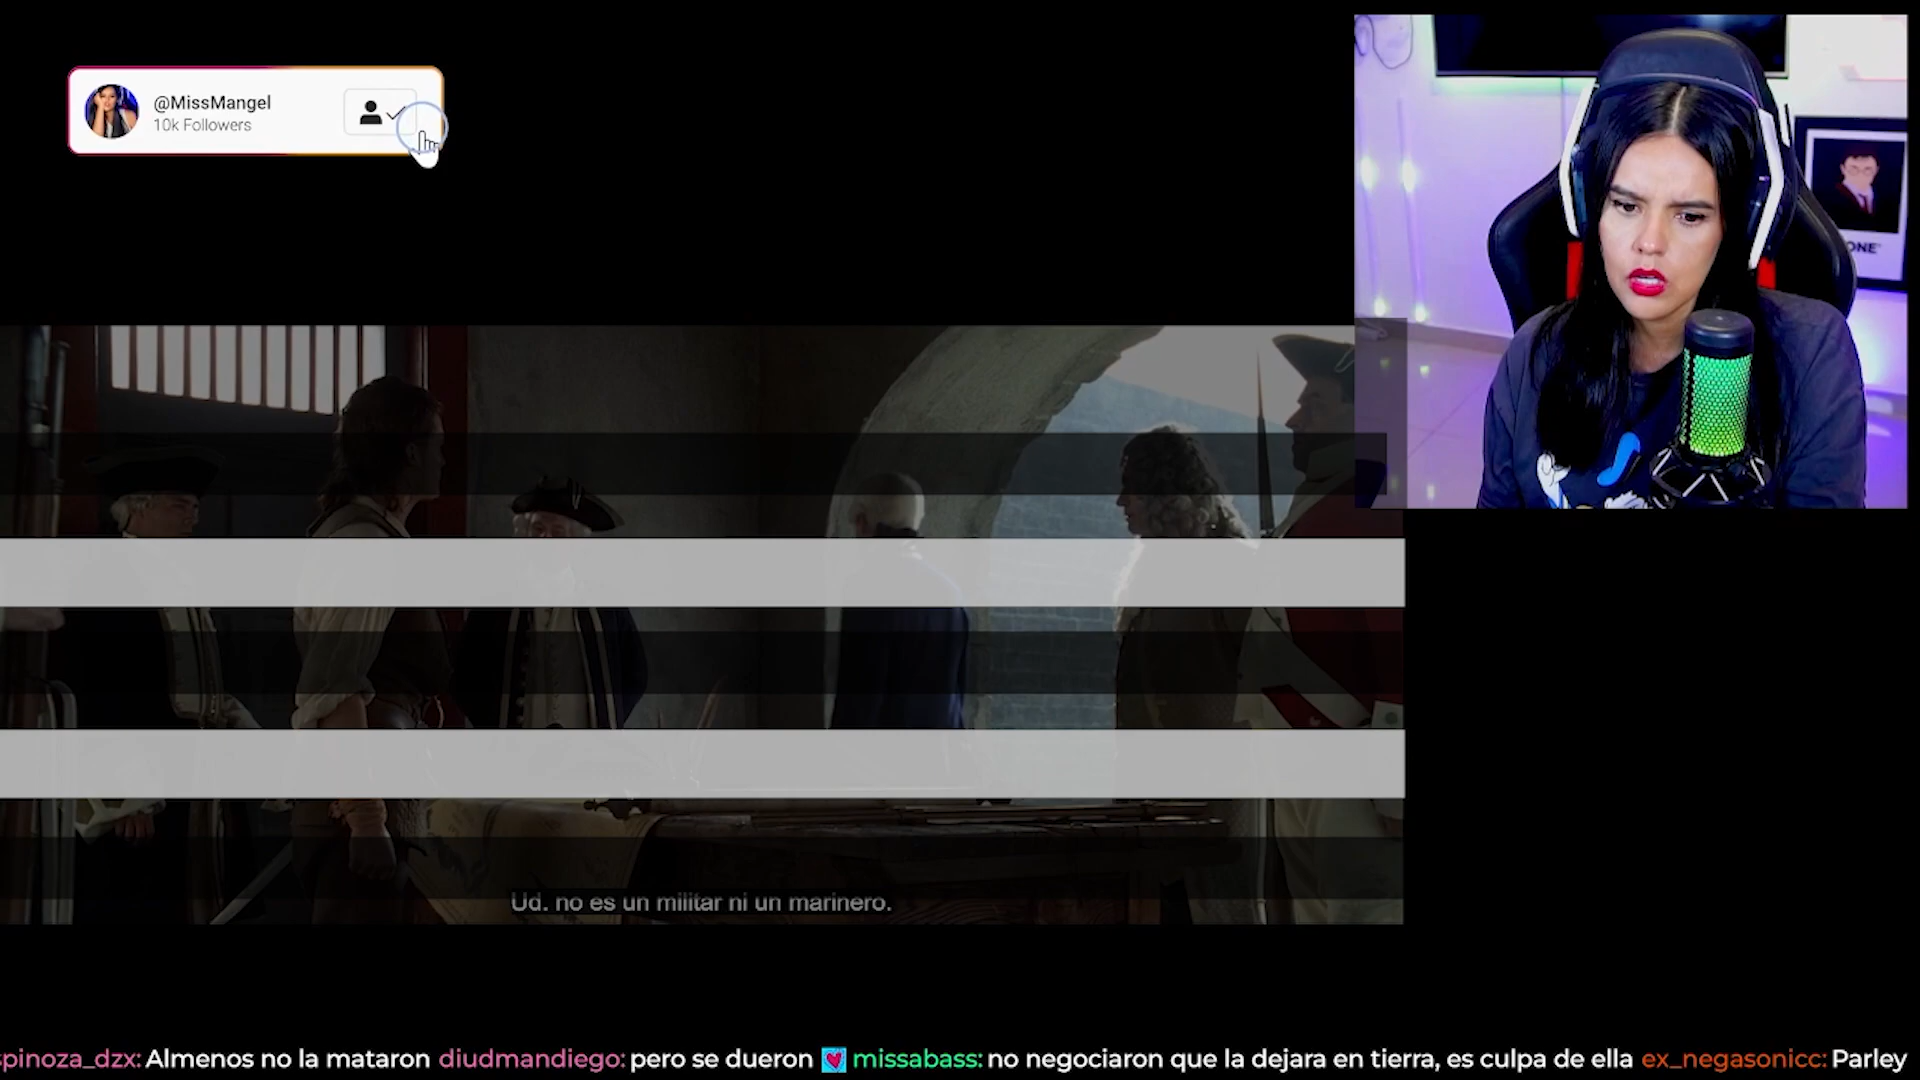 @MissMangel
10k Followers
ONE
Ud. no es un militar ni un marinero.
spinoza_dzx: Almenos no la mataron diudmandiego: pero se dueron missabass: no negociaron que la dejara en tierra, es culpa de ella ex_negasonicc: Parley